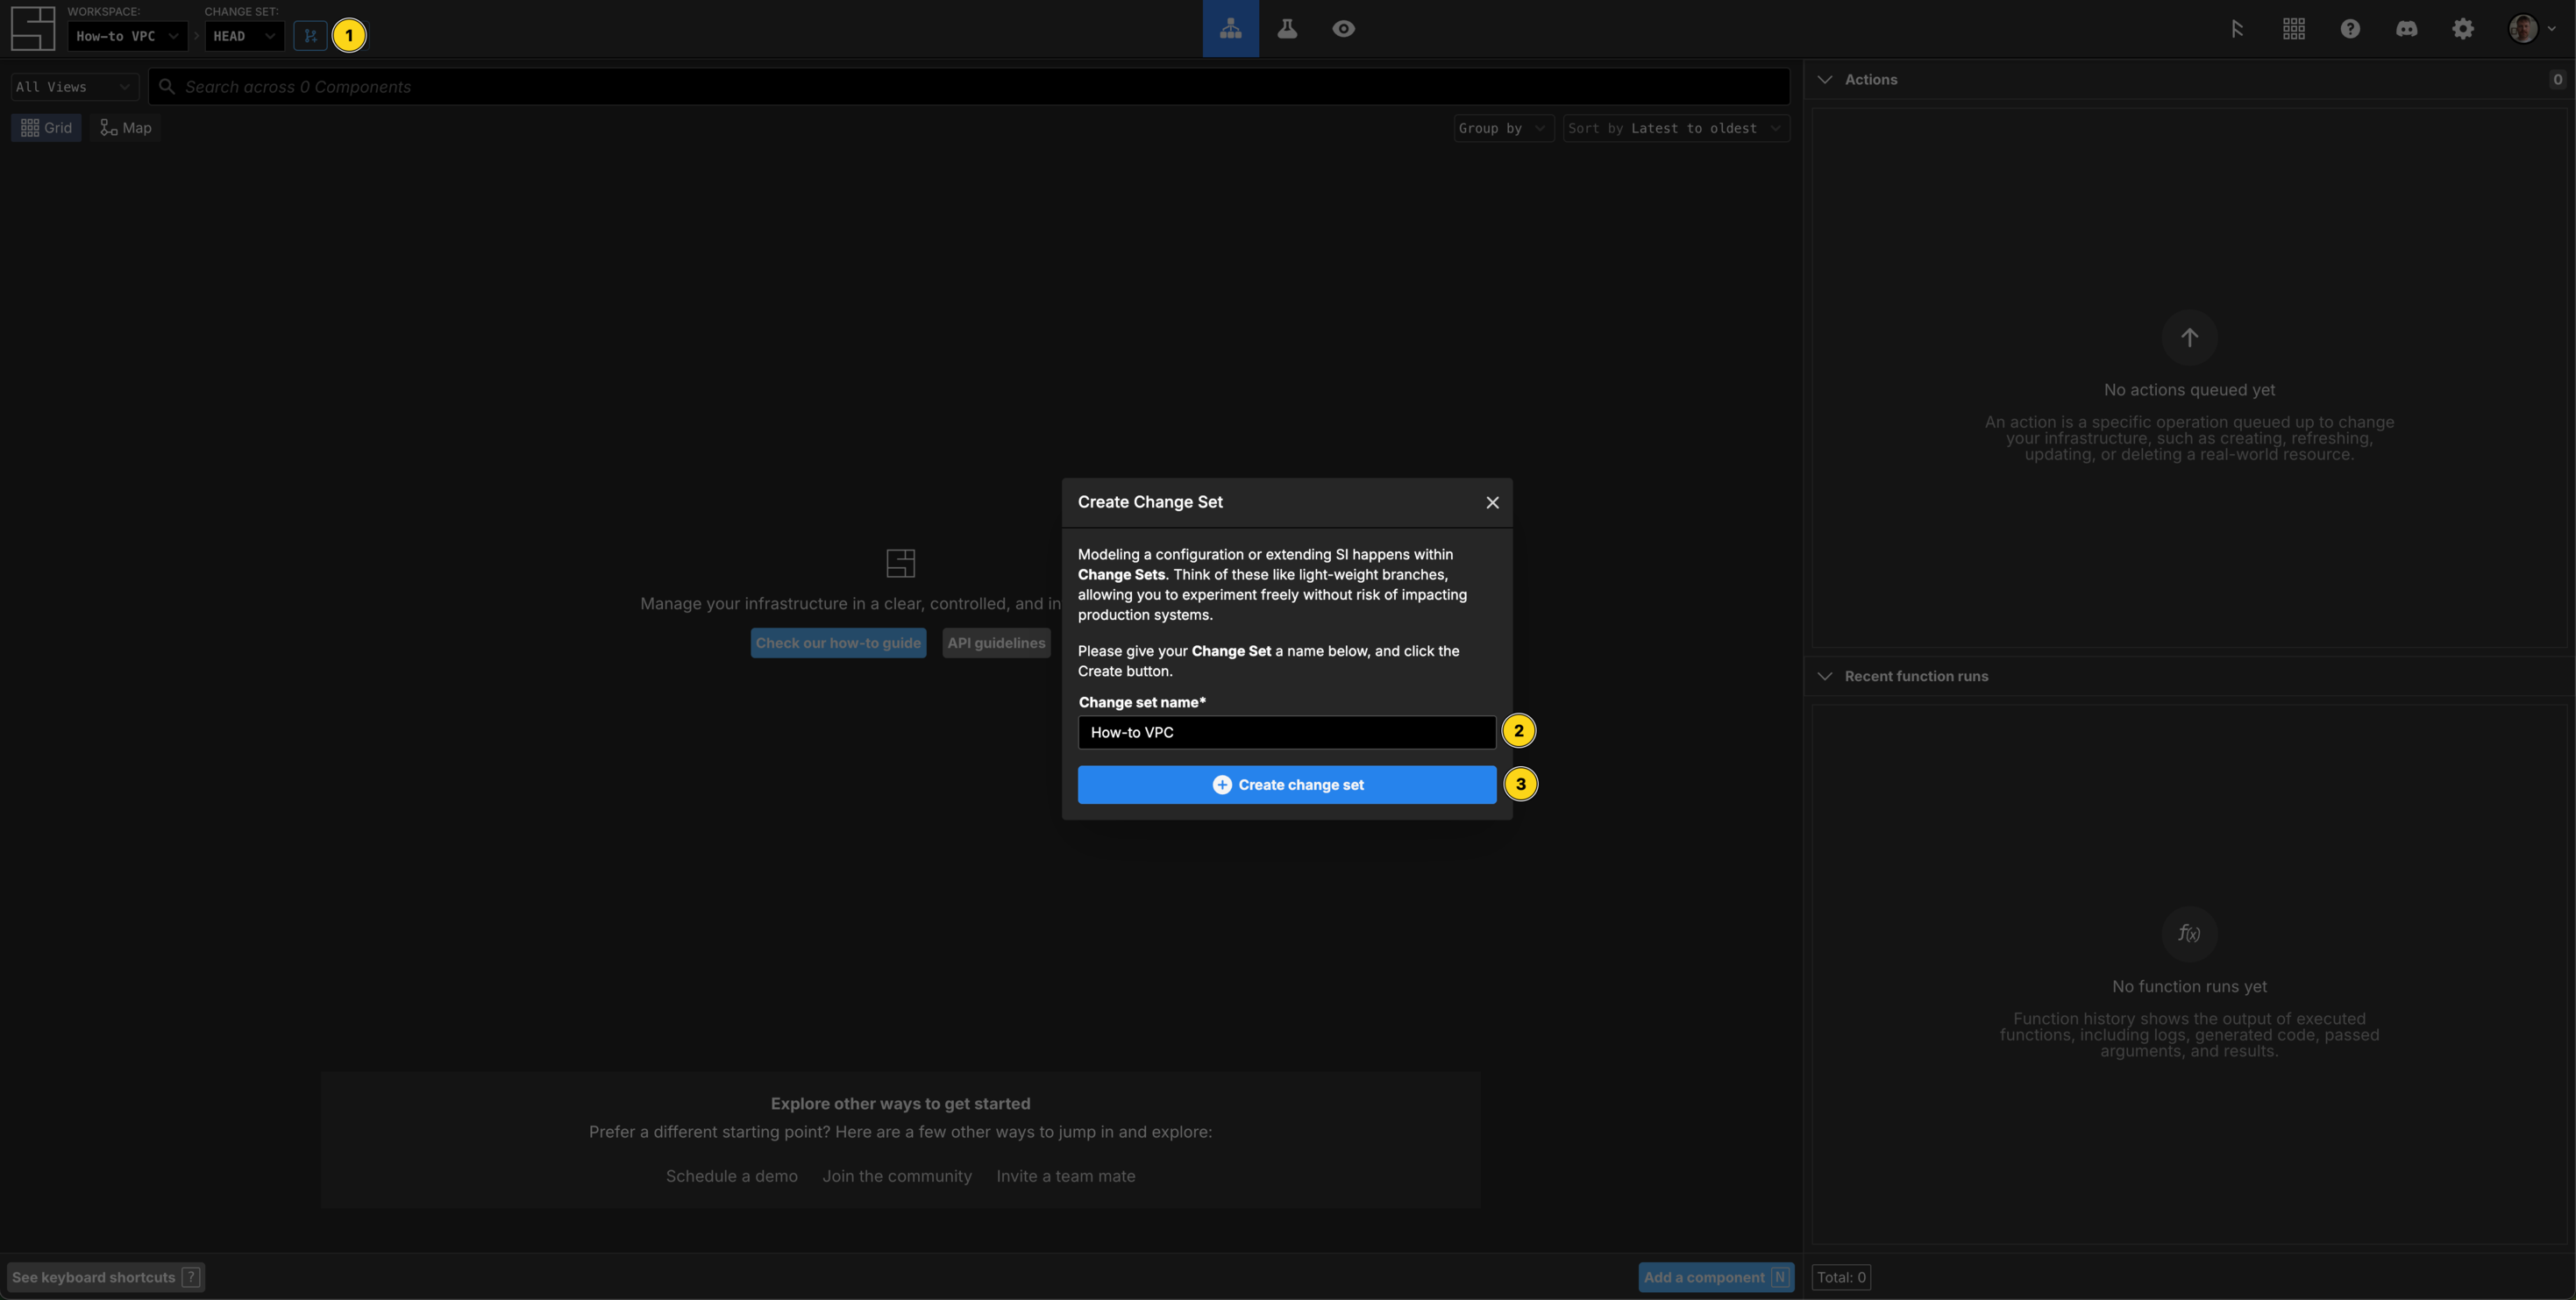 WORKSPACE:
CHANGE SET:
How-to VPC
HEAD
1
All Views
Search across 0 Components
Grid
Map
Group by
Sort by Latest to oldest
Actions
0
No actions queued yet
An action is a specific operation queued up to change
your infrastructure, such as creating, refreshing,
updating, or deleting a real-world resource.
Manage your infrastructure in a clear, controlled, and in
Check our how-to guide
API guidelines
Create Change Set
Modeling a configuration or extending SI happens within
Change Sets. Think of these like light-weight branches,
allowing you to experiment freely without risk of impacting
production systems.
Please give your Change Set a name below, and click the
Create button.
Change set name*
How-to VPC
2
Create change set
3
Recent function runs
f(x)
No function runs yet
Function history shows the output of executed
functions, including logs, generated code, passed
arguments, and results.
Explore other ways to get started
Prefer a different starting point? Here are a few other ways to jump in and explore:
Schedule a demo
Join the community
Invite a team mate
See keyboard shortcuts ?
Add a component N
Total: 0